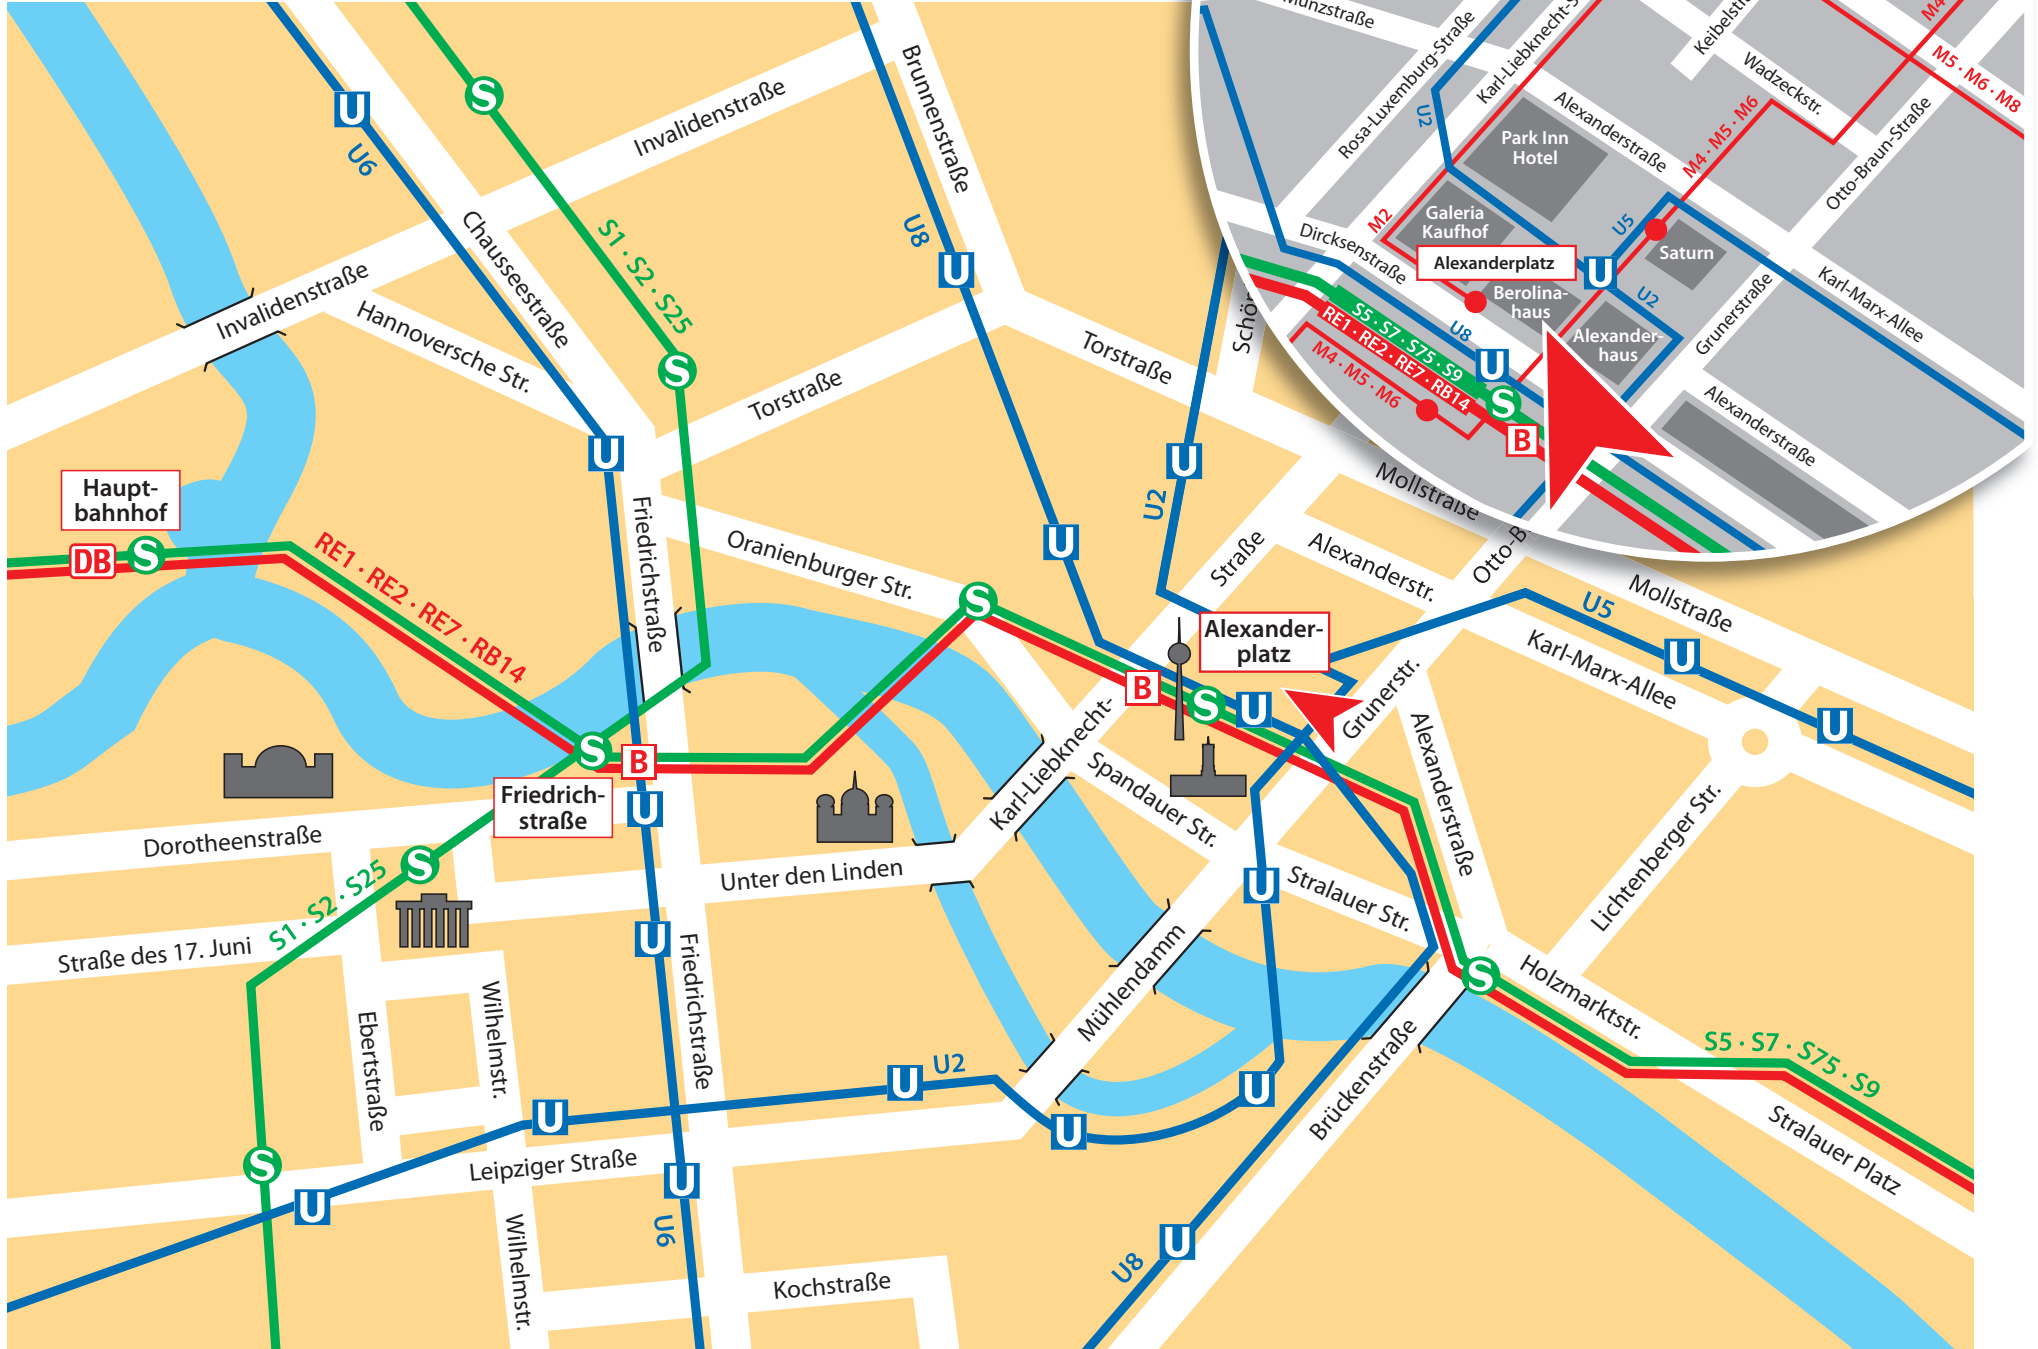 Münzstraße
Rosa-Luxemburg-Straße
Karl-Liebknecht-S
Keibelstra
Wadzeckstr.
M4
M5 · M6 · M8
Otto-Braun-Straße
Alexanderstraße
M4 · M5 · M6
U2
Park Inn
Hotel
Galeria
Kaufhof
M2
Dircksenstraße
Alexanderplatz
U
U5
Saturn
Berolina-
haus
U2
Alexander-
haus
Grunerstraße
Karl-Marx-Allee
U8
U
S5 · S7 · S75 · S9
RE1 · RE2 · RE7 · RB14
M4 · M5 · M6
S
B
Alexanderstraße
U
U6
S
S1 · S2 · S25
Invalidenstraße
Brunnenstraße
U8
U
Chausseestraße
Invalidenstraße
Hannoversche Str.
S
Torstraße
Torstraße
Schön
U
U
U2
Mollstraße
Otto-B
Haupt-
bahnhof
DB
S
RE1 · RE2 · RE7 · RB14
Friedrichstraße
Oranienburger Str.
U
S
Straße
Alexanderstr.
Mollstraße
U5
U
U
Karl-Marx-Allee
Alexander-
platz
B
S
U
Grunerstr.
Karl-Liebknecht-
Spandauer Str.
Alexanderstraße
Lichtenberger Str.
S
B
Friedrich-
straße
U
Dorotheenstraße
S
S1 · S2 · S25
Unter den Linden
U
Stralauer Str.
Straße des 17. Juni
U
Friedrichstraße
Wilhelmstr.
Ebertstraße
Mühlendamm
S
Holzmarktstr.
S5 · S7 · S75 · S9
Stralauer Platz
U
U2
U
U
U
Brückenstraße
S
U
Leipziger Straße
U
U6
Wilhelmstr.
Kochstraße
U
U8